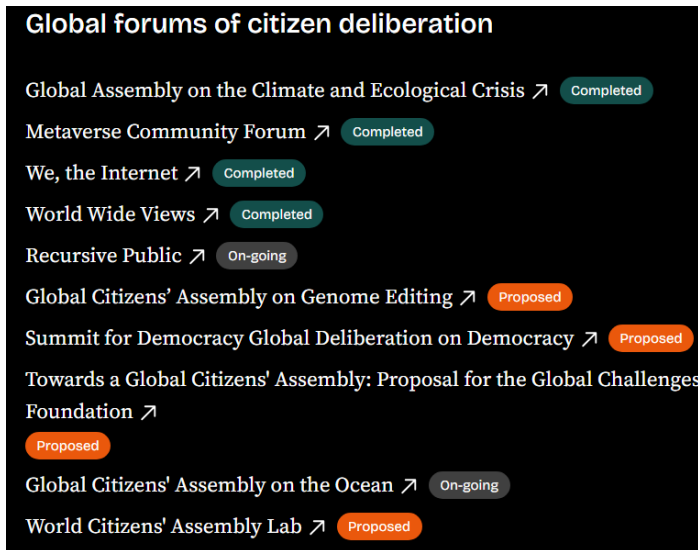 Global forums of citizen deliberation
Global Assembly on the Climate and Ecological Crisis ↗ Completed
Metaverse Community Forum ↗ Completed
We, the Internet ↗ Completed
World Wide Views ↗ Completed
Recursive Public ↗ On-going
Global Citizens’ Assembly on Genome Editing ↗ Proposed
Summit for Democracy Global Deliberation on Democracy ↗ Proposed
Towards a Global Citizens' Assembly: Proposal for the Global Challenges
Foundation ↗
Proposed
Global Citizens' Assembly on the Ocean ↗ On-going
World Citizens' Assembly Lab ↗ Proposed